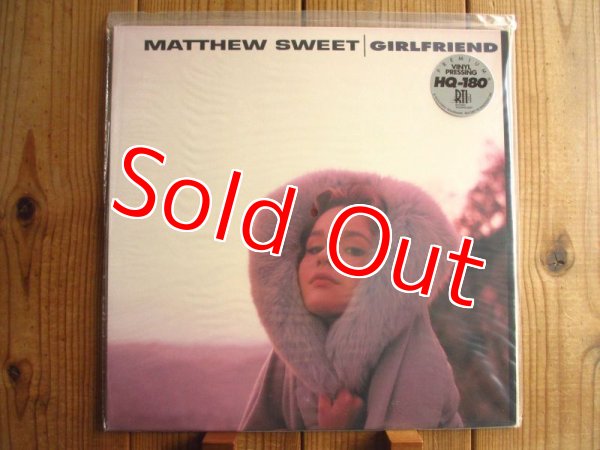 MATTHEW SWEET | GIRLFRIEND
PREMIUM
VINYL
PRESSING
HQ-180
RTI
Sold Out